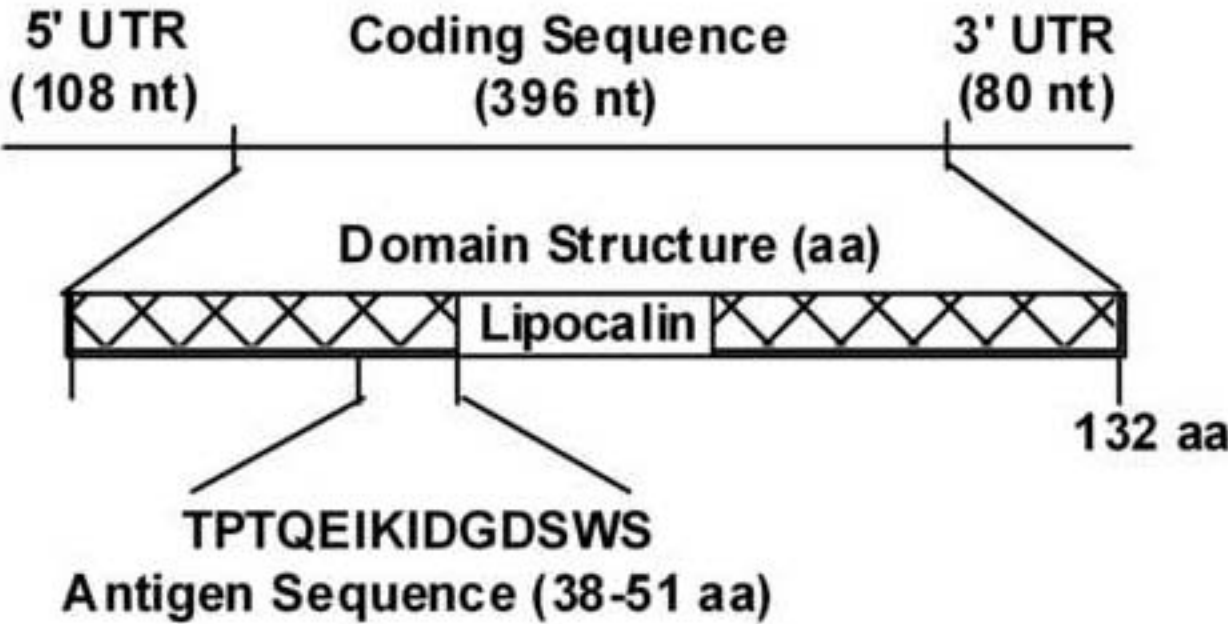 5' UTR
(108 nt)
Coding Sequence
(396 nt)
3' UTR
(80 nt)
Domain Structure (aa)
Lipocalin
132 aa
TPTQEIKIDGDSWS
Antigen Sequence (38-51 aa)